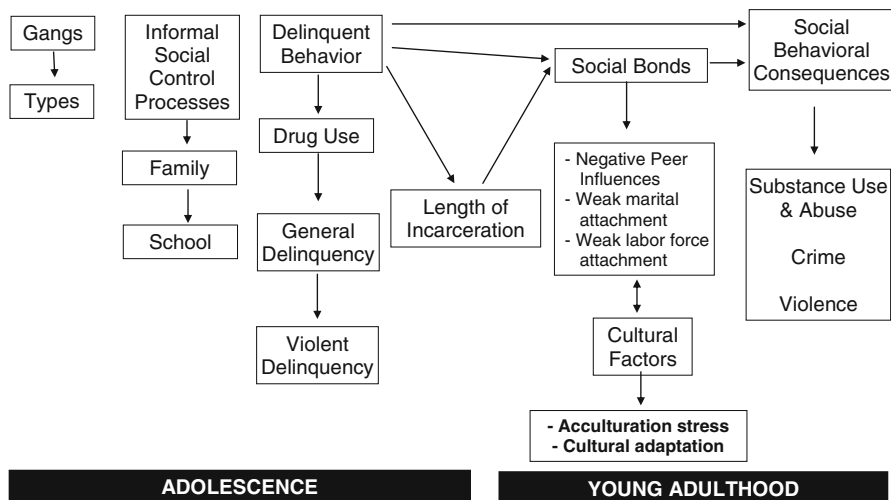 Gangs
Types
Informal
Social
Control
Processes
Family
School
Delinquent
Behavior
Drug Use
General
Delinquency
Violent
Delinquency
Length of
Incarceration
Social Bonds
- Negative Peer
Influences
- Weak marital
attachment
- Weak labor force
attachment
Cultural
Factors
- Acculturation stress
- Cultural adaptation
Social
Behavioral
Consequences
Substance Use
& Abuse
Crime
Violence
ADOLESCENCE
YOUNG ADULTHOOD